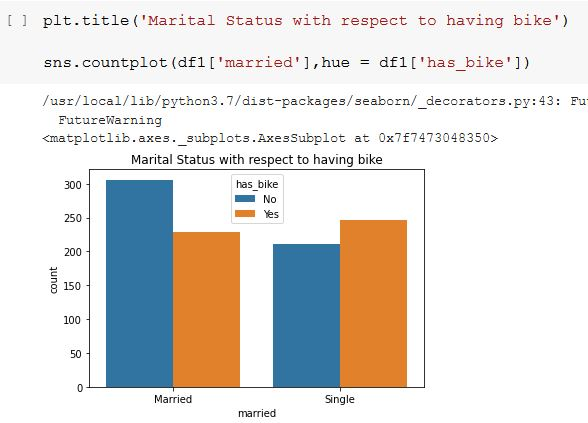 [ ] plt.title('Marital Status with respect to having bike')
sns.countplot(df1['married'],hue = df1['has_bike'])
/usr/local/lib/python3.7/dist-packages/seaborn/_decorators.py:43: Fu
FutureWarning
<matplotlib.axes._subplots.AxesSubplot at 0x7f7473048350>
Marital Status with respect to having bike
has_bike
No
Yes
300
250
200
150
100
50
0
count
Married
Single
married